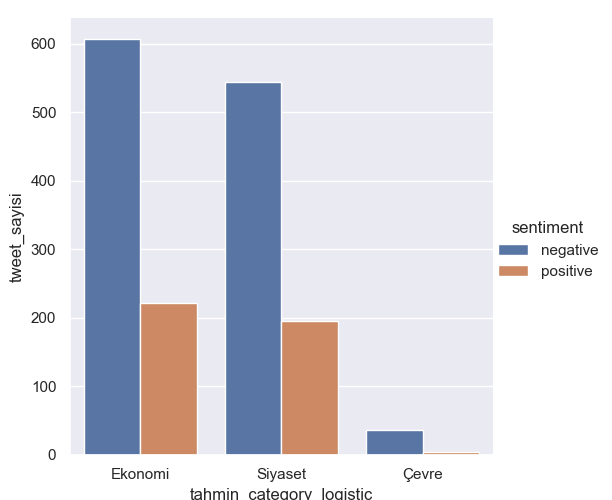 600
500
400
300
200
100
0
tweet_sayisi
Ekonomi
Siyaset
Çevre
tahmin_category_logistic
sentiment
negative
positive